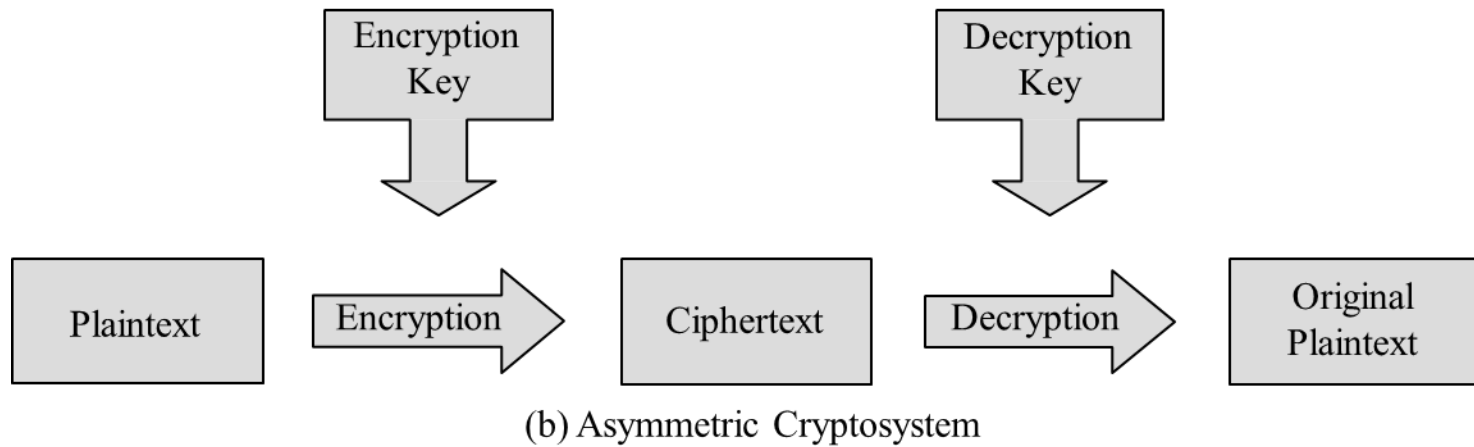 Encryption
Key
Decryption
Key
Plaintext
Encryption
Ciphertext
Decryption
Original
Plaintext
(b) Asymmetric Cryptosystem